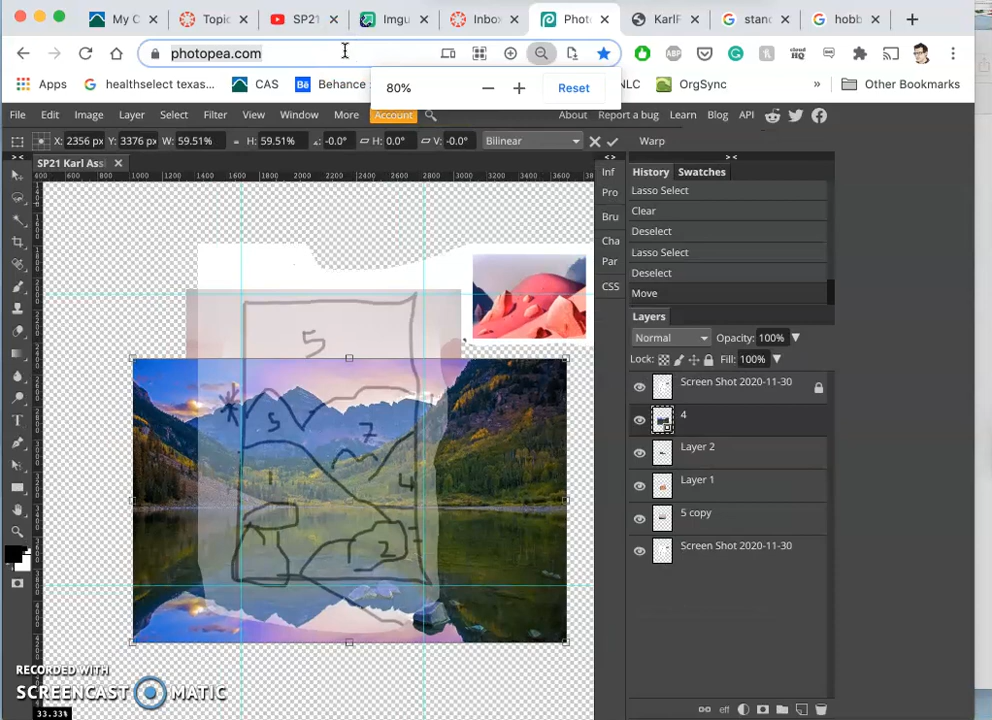 My C
Topic
SP21
Imgu
Inbo
Photo
KarlF
stand
hobb
photopea.com
Apps
healthselect texas...
CAS
Behance
NLC
OrgSync
»
Other Bookmarks
80%
Reset
File Edit Image Layer Select Filter View Window More Account
About Report a bug Learn Blog API
X: 2356 px Y: 3376 px W: 59.51% H: 59.51% -0.0° H: 0.0° V: -0.0° Bilinear Warp
SP21 Karl Ass
Inf
Pro
Bru
Cha
Par
CSS
History Swatches
Lasso Select
Clear
Deselect
Lasso Select
Deselect
Move
Layers
Normal Opacity: 100%
Lock: Fill: 100%
Screen Shot 2020-11-30
4
Layer 2
Layer 1
5 copy
Screen Shot 2020-11-30
eff
5
5
7
1
4
2
RECORDED WITH
SCREENCAST MATIC
33.33%